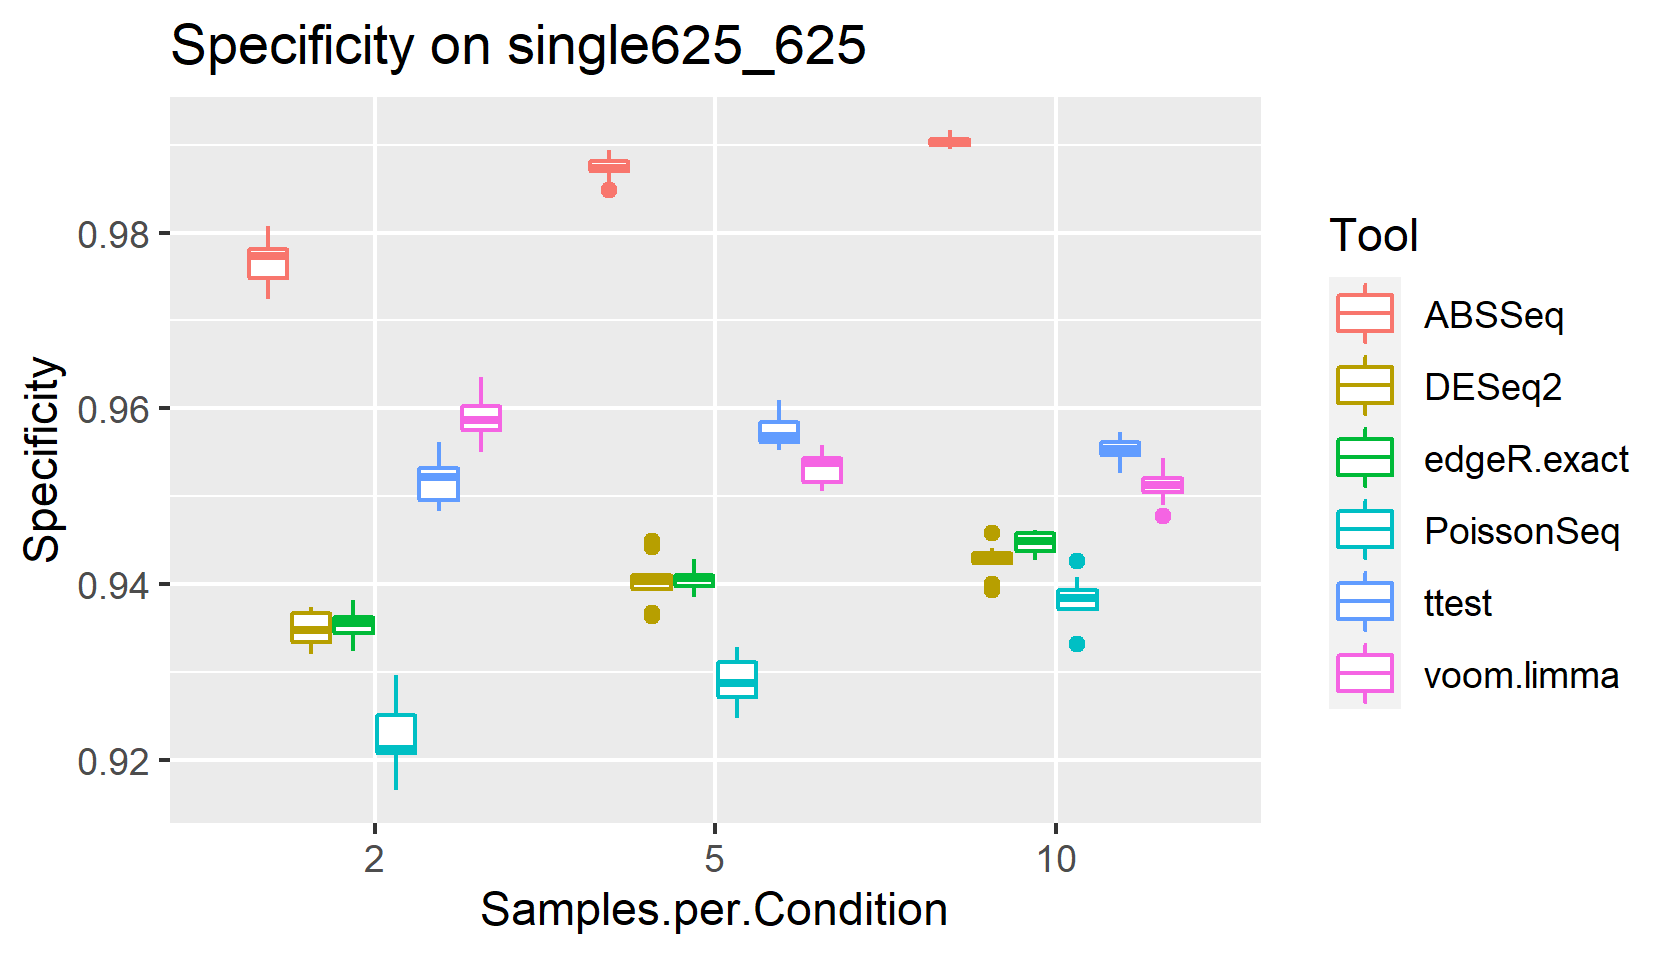 Specificity on single625_625
Specificity
0.98
0.96
0.94
0.92
2
5
10
Samples.per.Condition
Tool
ABSSeq
DESeq2
edgeR.exact
PoissonSeq
ttest
voom.limma